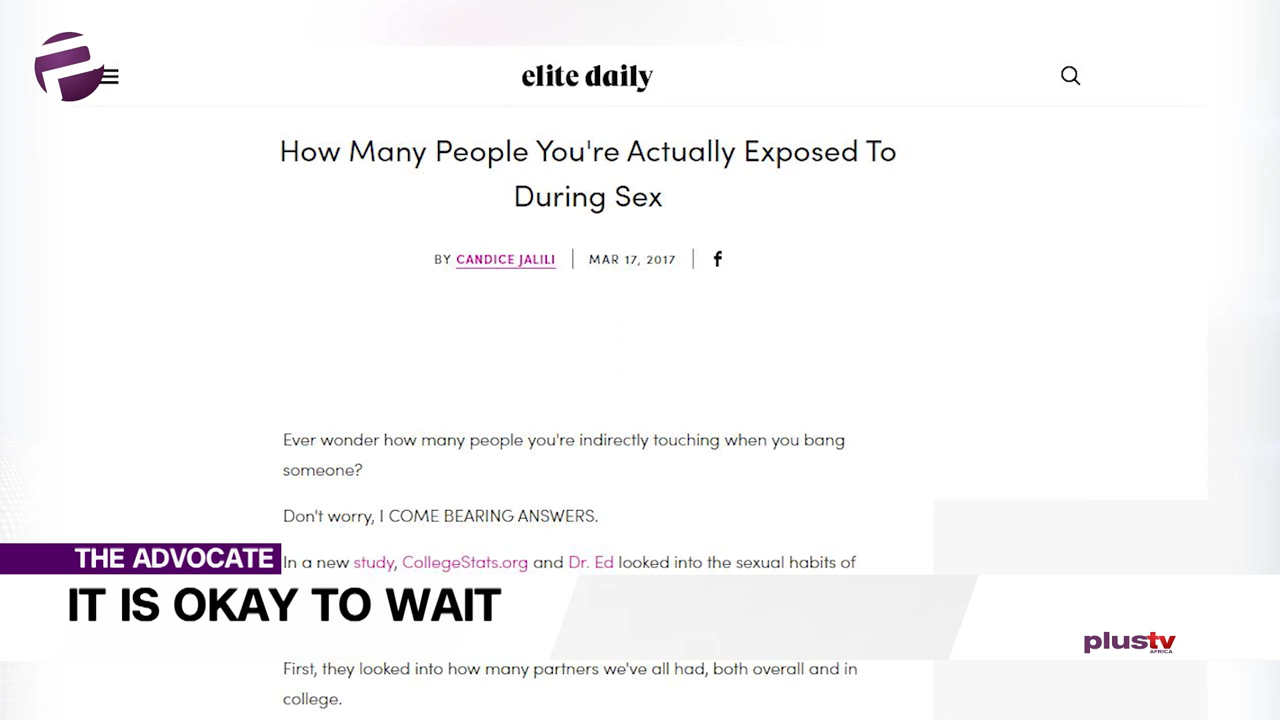 elite daily
How Many People You're Actually Exposed To
During Sex
BY CANDICE JALILI | MAR 17, 2017 |
Ever wonder how many people you're indirectly touching when you bang
someone?
Don't worry, I COME BEARING ANSWERS.
In a new study, CollegeStats.org and Dr. Ed looked into the sexual habits of
THE ADVOCATE
IT IS OKAY TO WAIT
plustv
AFRICA
First, they looked into how many partners we've all had, both overall and in
college.